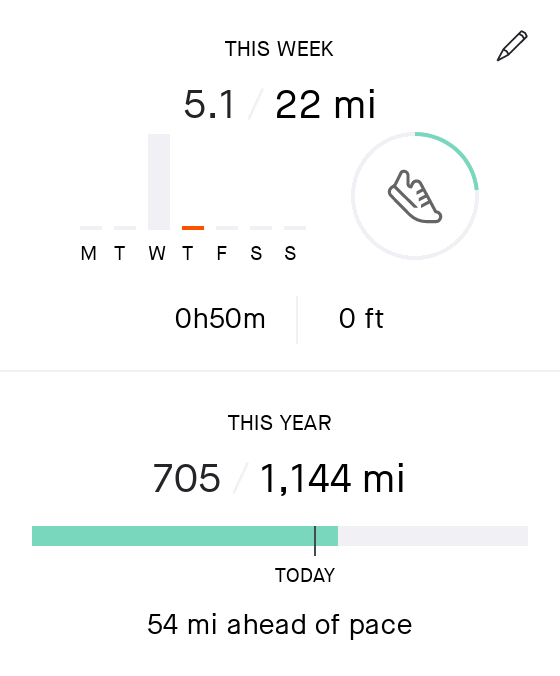 THIS WEEK
5.1 / 22 mi
M T W T F S S
0h50m 0 ft
THIS YEAR
705 / 1,144 mi
TODAY
54 mi ahead of pace